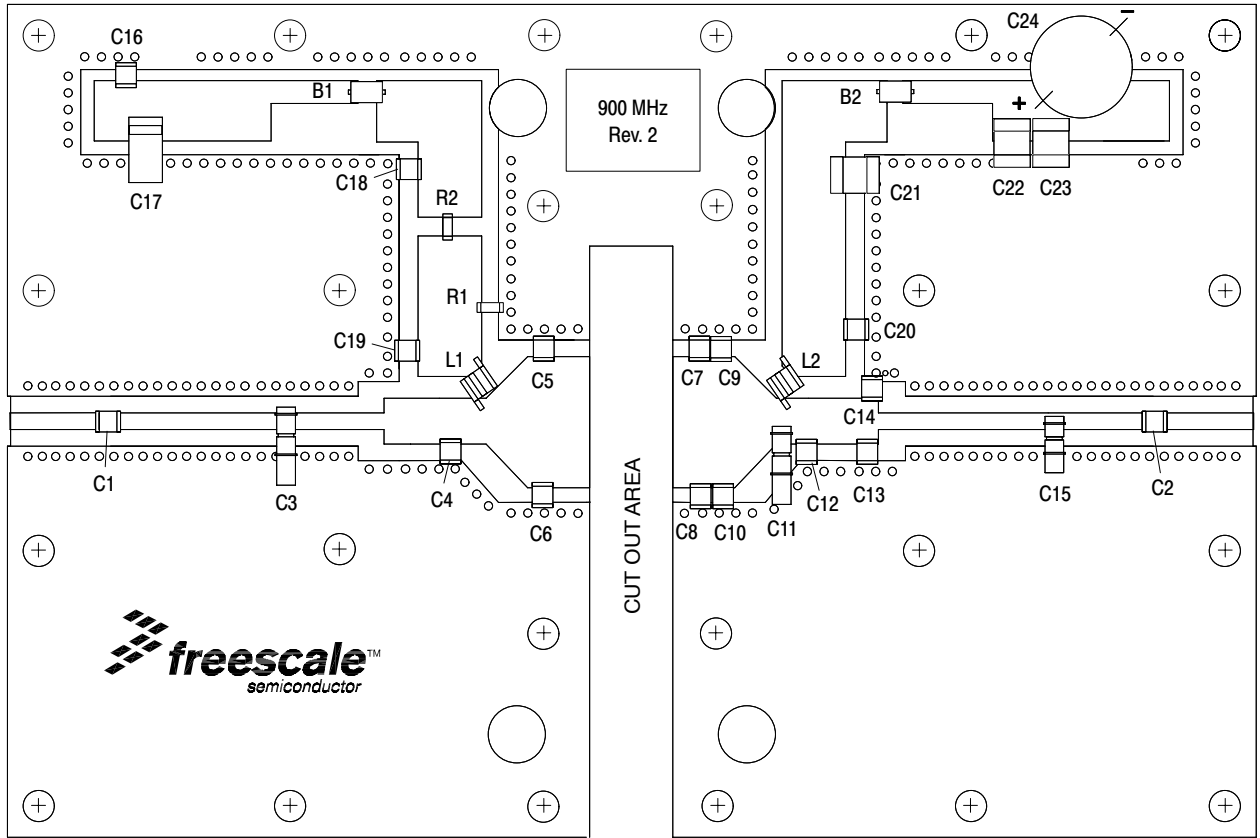 C16
C24
–
B1
B2
+
900 MHz
Rev. 2
C17
C18
R2
C21
C22
C23
R1
C19
L1
C5
C7
C9
L2
C20
C14
C1
C3
C4
C6
C8
C10
C11
C12
C13
C15
C2
CUT OUT AREA
freescale™
semiconductor